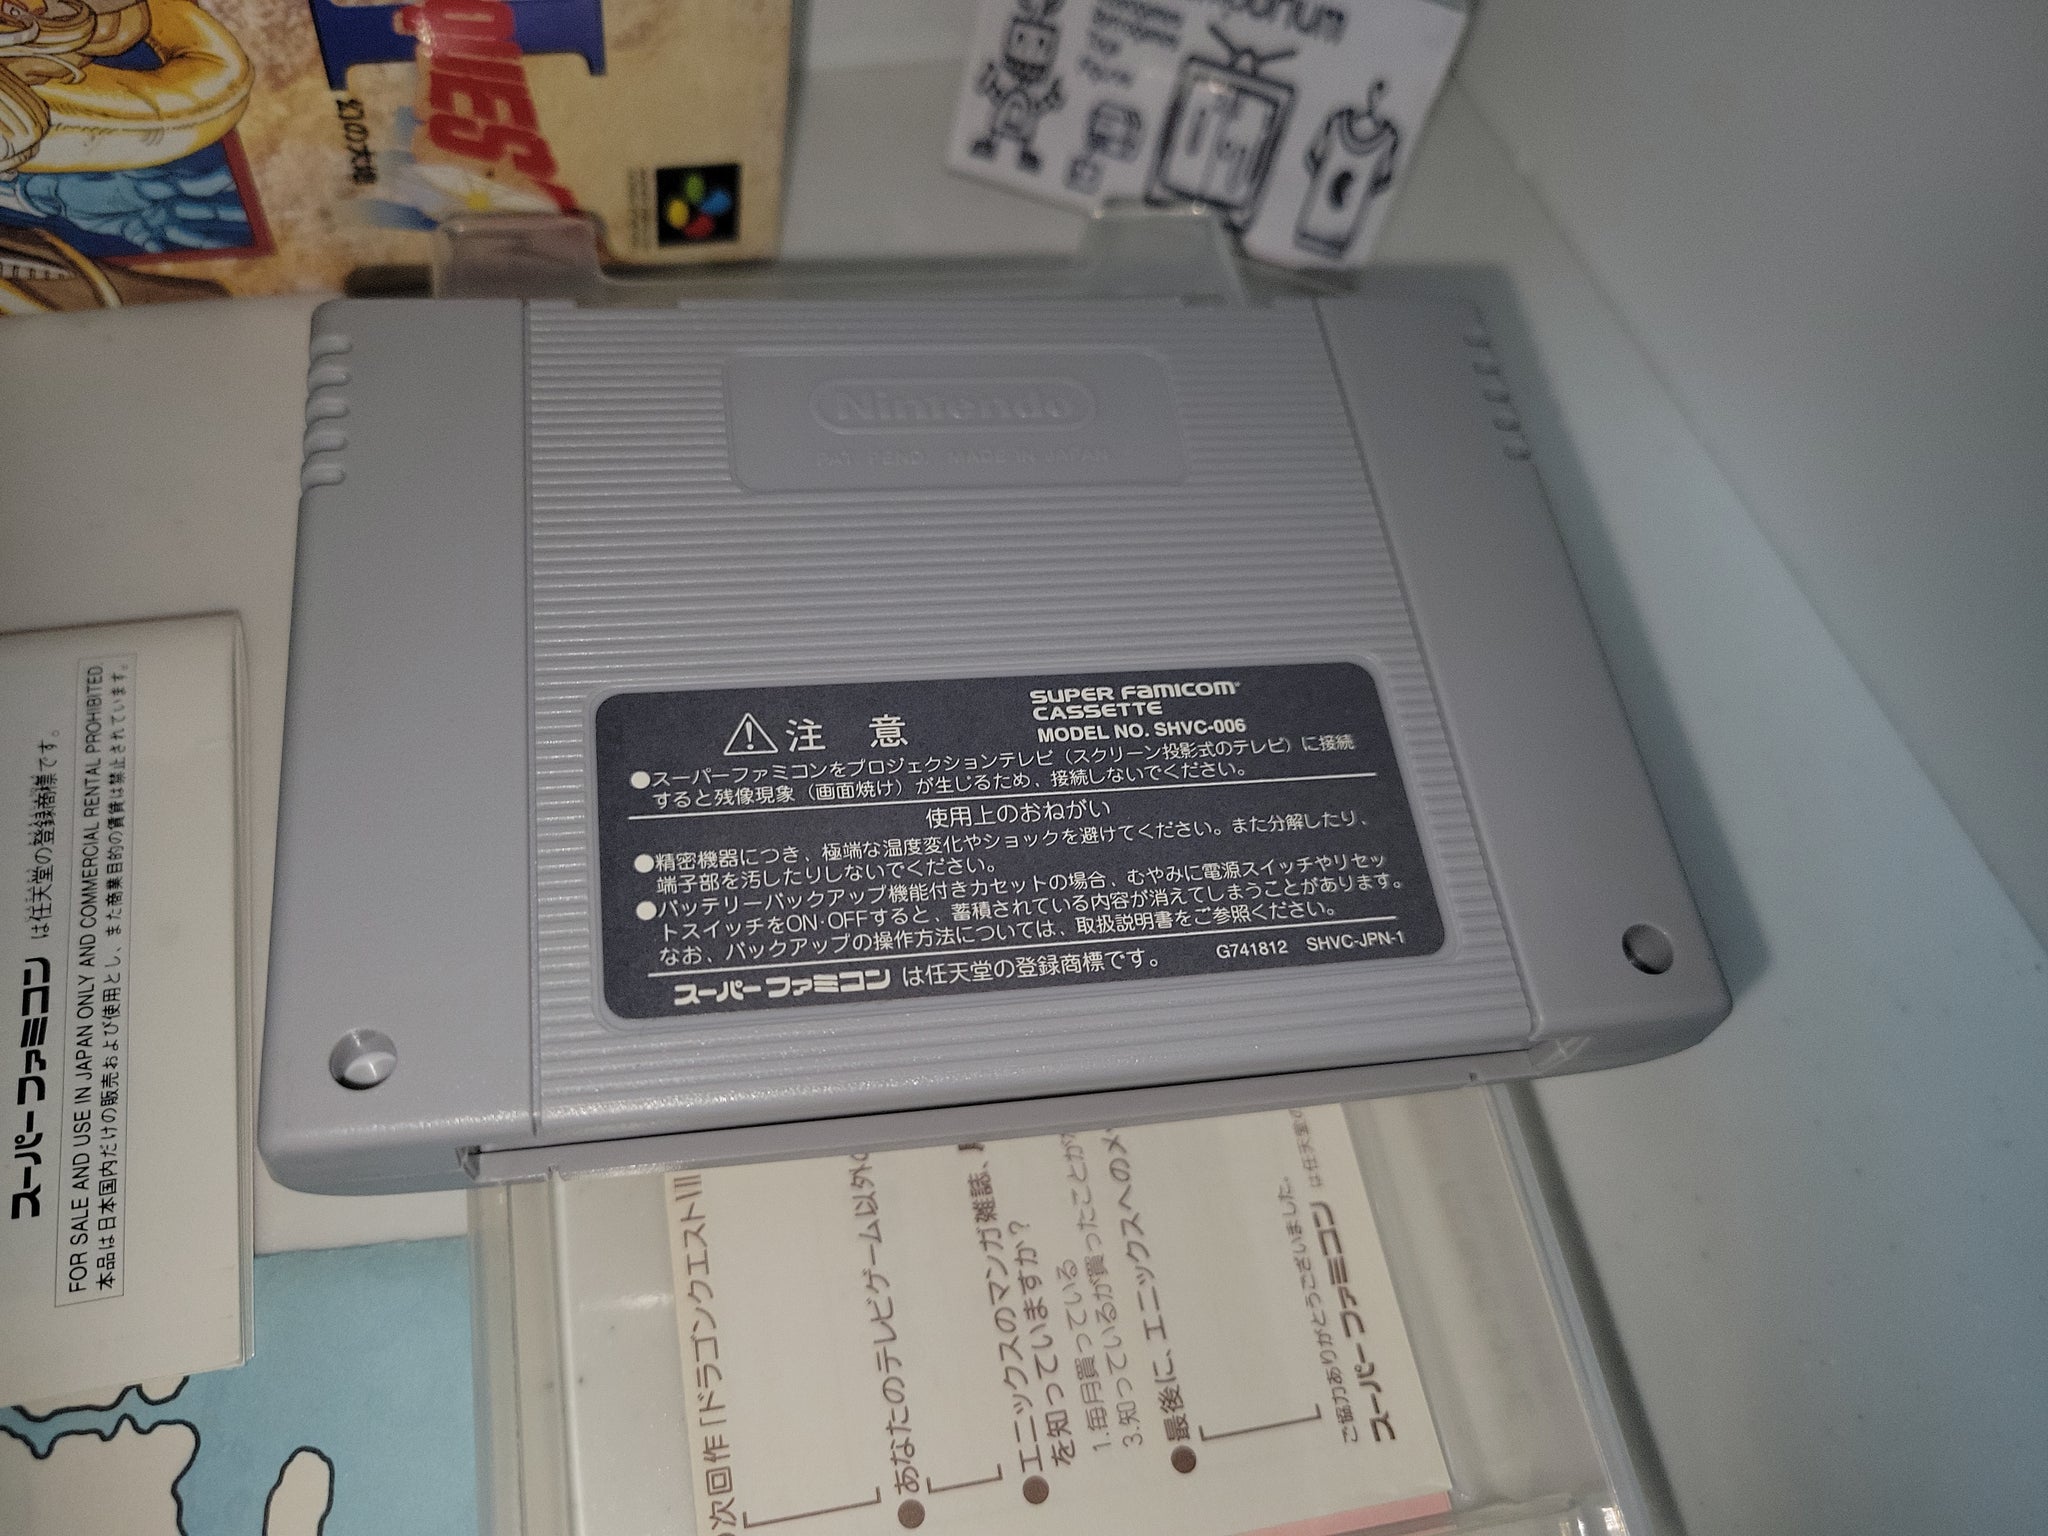 QUEST
幻の大地
mporium
Nintendo
PAT. PEND. MADE IN JAPAN
注 意
SUPER FAMICOM
CASSETTE
MODEL NO. SHVC-006
●スーパーファミコンをプロジェクションテレビ（スクリーン投影式のテレビ）に接続
すると残像現象（画面焼け）が生じるため、接続しないでください。
使用上のおねがい
●精密機器につき、極端な温度変化やショックを避けてください。また分解したり、
端子部を汚したりしないでください。
●バッテリーバックアップ機能付きカセットの場合、むやみに電源スイッチやリセッ
トスイッチをON・OFFすると、蓄積されている内容が消えてしまうことがあります。
なお、バックアップの操作方法については、取扱説明書をご参照ください。
スーパーファミコン は任天堂の登録商標です。
G741812 SHVC-JPN-1
スーパーファミコン は任天堂の登録商標です。
FOR SALE AND USE IN JAPAN ONLY AND COMMERCIAL RENTAL PROHIBITED
本品は日本国内だけの販売および使用とし、また商業目的の賃貸は禁止されています。
次回作「ドラゴンクエストⅦ
●あなたのテレビゲーム以外
●エニックスのマンガ雑誌、
を知っていますか？
1.毎月買っている
3.知っているが買ったことが
●最後に、エニックスへのメ
ご協力ありがとうございました。
スーパーファミコン は任天堂の